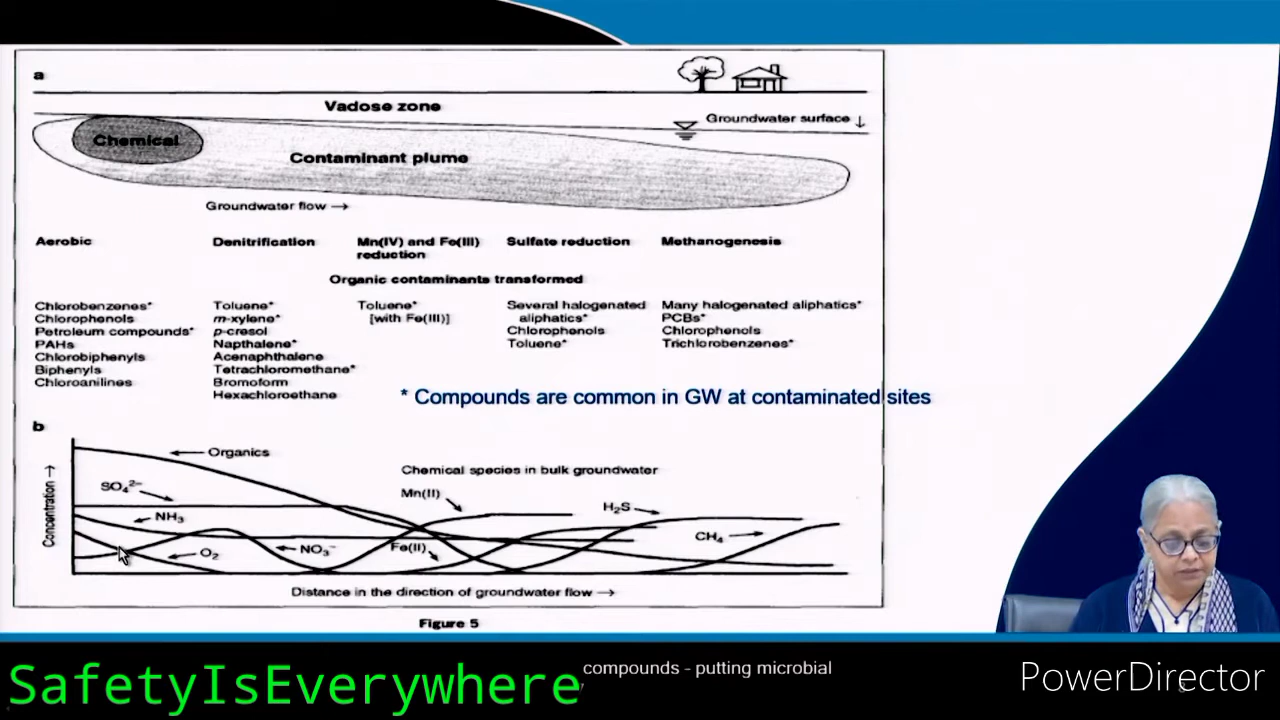 a
Vadose zone
Groundwater surface ↓
Chemical
Contaminant plume
Groundwater flow →
Aerobic
Chlorobenzenes*
Chlorophenols
Petroleum compounds*
PAHs
Chlorobiphenyls
Biphenyls
Chloroanilines
Denitrification
Mn(IV) and Fe(III)
reduction
Sulfate reduction
Methanogenesis
Organic contaminants transformed
Toluene*
m-xylene*
p-cresol
Napthalene*
Acenaphthalene
Tetrachloromethane*
Bromoform
Hexachloroethane
Toluene*
[with Fe(III)]
Several halogenated
aliphatics*
Chlorophenols
Toluene*
Many halogenated aliphatics*
PCBs*
Chlorophenols
Trichlorobenzenes*
* Compounds are common in GW at contaminated sites
b
Concentration →
Organics
Chemical species in bulk groundwater
SO₄²⁻
Mn(II)
H₂S
NH₃
CH₄
O₂
NO₃⁻
Fe(II)
Distance in the direction of groundwater flow →
Figure 5
SafetyIsEverywhere
compounds - putting microbial
PowerDirector